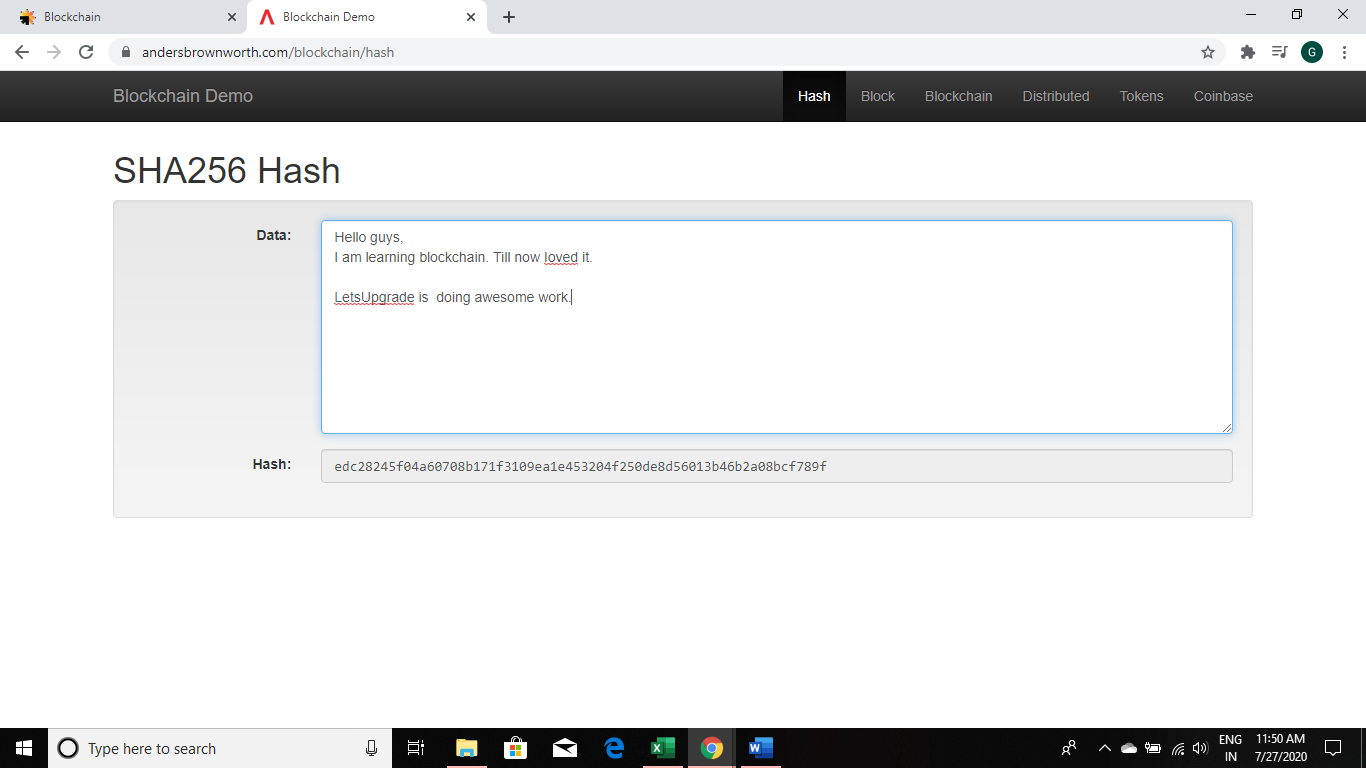 Blockchain
Blockchain Demo
andersbrownworth.com/blockchain/hash
G
Blockchain Demo
Hash
Block
Blockchain
Distributed
Tokens
Coinbase
SHA256 Hash
Data:
Hello guys,
I am learning blockchain. Till now loved it.
LetsUpgrade is  doing awesome work.
Hash:
edc28245f04a60708b171f3109ea1e453204f250de8d56013b46b2a08bcf789f
Type here to search
ENG
IN
11:50 AM
7/27/2020